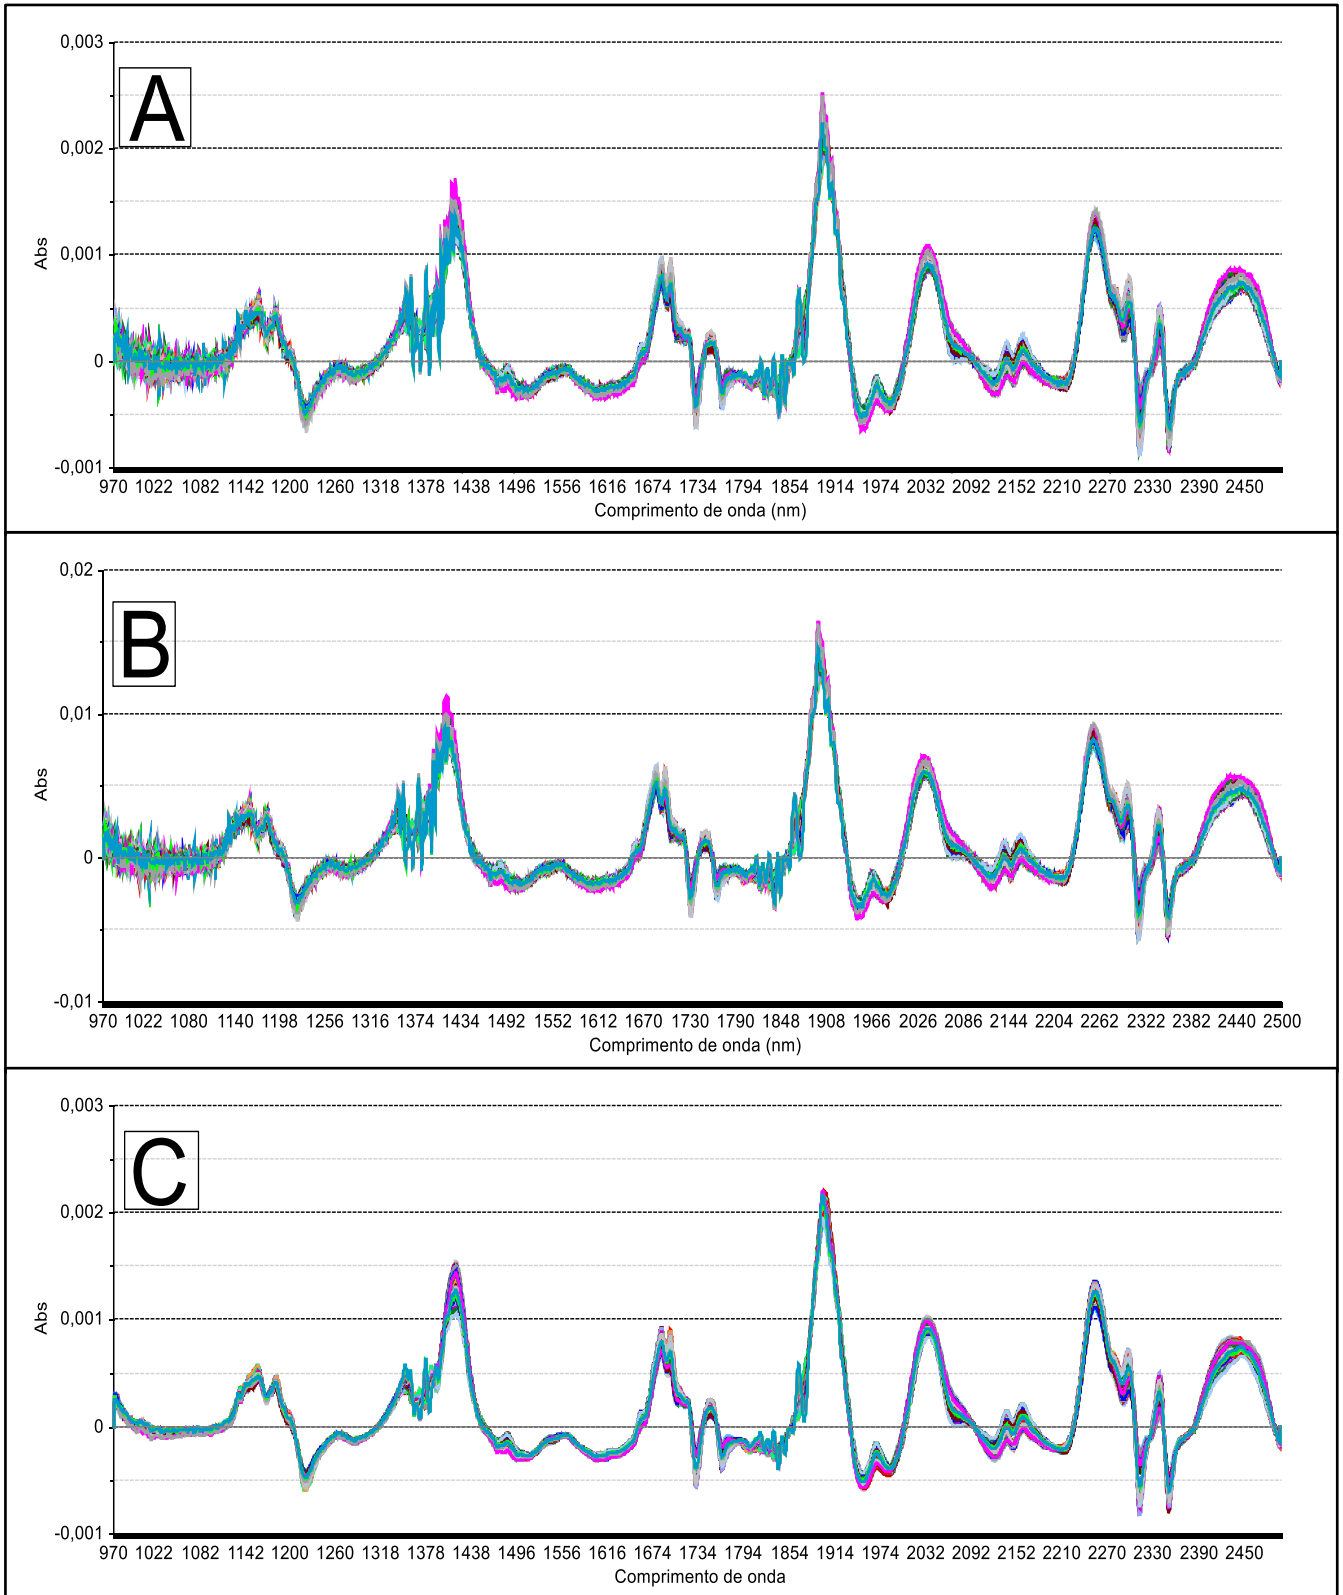 0,003
A
0,002
Abs
0,001
0
-0,001
970 1022 1082 1142 1200 1260 1318 1378 1438 1496 1556 1616 1674 1734 1794 1854 1914 1974 2032 2092 2152 2210 2270 2330 2390 2450
Comprimento de onda (nm)
0,02
B
0,01
Abs
0
-0,01
970 1022 1080 1140 1198 1256 1316 1374 1434 1492 1552 1612 1670 1730 1790 1848 1908 1966 2026 2086 2144 2204 2262 2322 2382 2440 2500
Comprimento de onda (nm)
0,003
C
0,002
Abs
0,001
0
-0,001
970 1022 1082 1142 1200 1260 1318 1378 1438 1496 1556 1616 1674 1734 1794 1854 1914 1974 2032 2092 2152 2210 2270 2330 2390 2450
Comprimento de onda